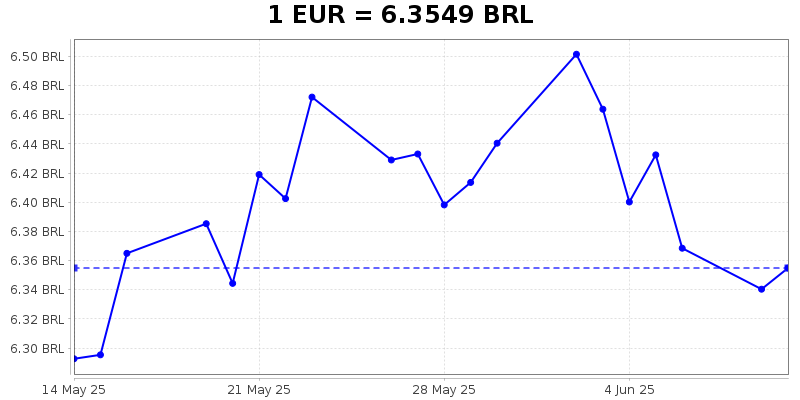 1 EUR = 6.3549 BRL
6.50 BRL
6.48 BRL
6.46 BRL
6.44 BRL
6.42 BRL
6.40 BRL
6.38 BRL
6.36 BRL
6.34 BRL
6.32 BRL
6.30 BRL
14 May 25 21 May 25 28 May 25 4 Jun 25